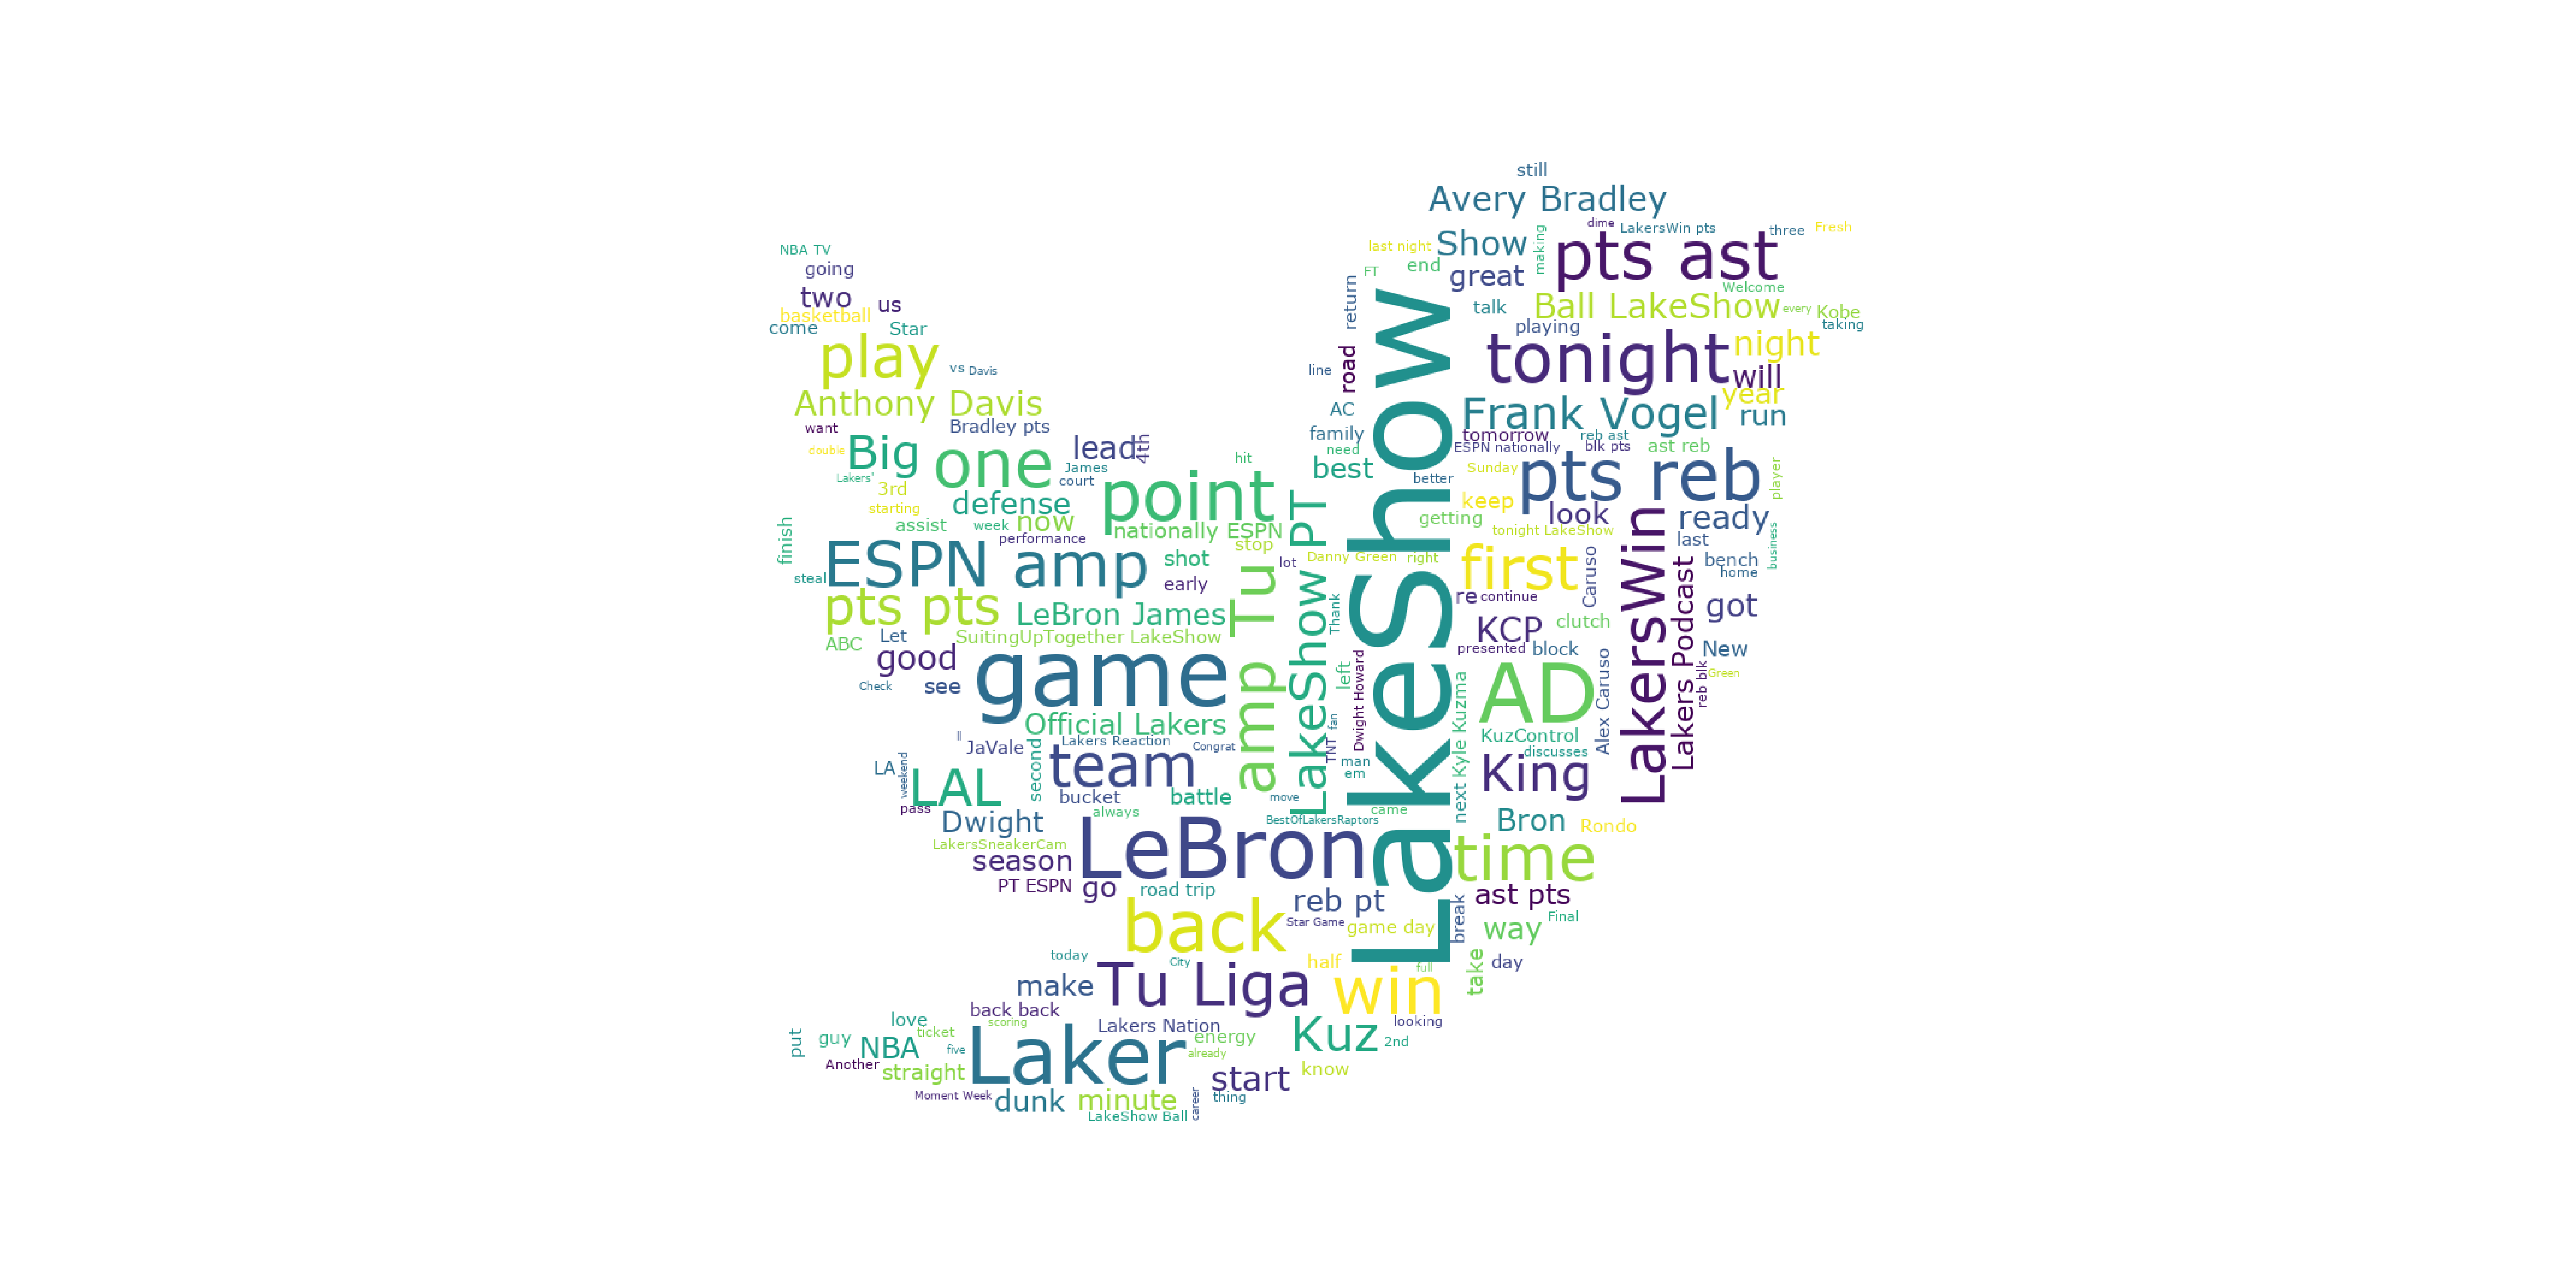 still
Avery Bradley
dime
LakersWin pts
three
Fresh
NBA TV
last night
Show
making
pts ast
going
FT
end
great
Welcome
two
us
return
talk
Ball LakeShow
every
Kobe
basketball
come
Star
playing
taking
play
tonight
night
vs
Davis
line
road
will
year
Anthony Davis
AC
Frank Vogel
run
want
Bradley pts
family
tomorrow
reb ast
double
Big
lead
4th
need
ESPN nationally
blk pts
ast reb
one
James
hit
best
Sunday
pts reb
player
Lakers'
court
better
3rd
point
keep
starting
defense
PT
look
ready
assist
week
now
nationally ESPN
getting
tonight LakeShow
finish
performance
stop
last
business
ESPN amp
shot
lot
Danny Green
right
first
Caruso
bench
steal
early
home
pts pts
LeBron James
amp Tu
Thank
re
continue
LakersWin
Lakers Podcast
got
ABC
Let
SuitingUpTogether LakeShow
LakeShow
LakeShow
KCP
clutch
good
game
presented
block
New
Check
see
left
Dwight Howard
AD
Alex Caruso
reb blk
Green
Official Lakers
fan
next
Kyle Kuzma
KuzControl
ll
JaVale
Lakers Reaction
Congrat
TNT
discusses
LA
weekend
second
team
man
em
King
LAL
pass
bucket
battle
move
always
came
Dwight
BestOfLakersRaptors
Bron
Rondo
LakersSneakerCam
LeBron
season
time
PT ESPN
go
road trip
reb pt
ast pts
back
Star Game
game day
break
way
Final
today
City
half
full
take
day
make
Tu Liga
win
back back
love
scoring
Lakers Nation
looking
put
guy
ticket
energy
Kuz
2nd
NBA
five
Laker
already
Another
straight
know
start
Moment Week
dunk
minute
career
thing
LakeShow Ball